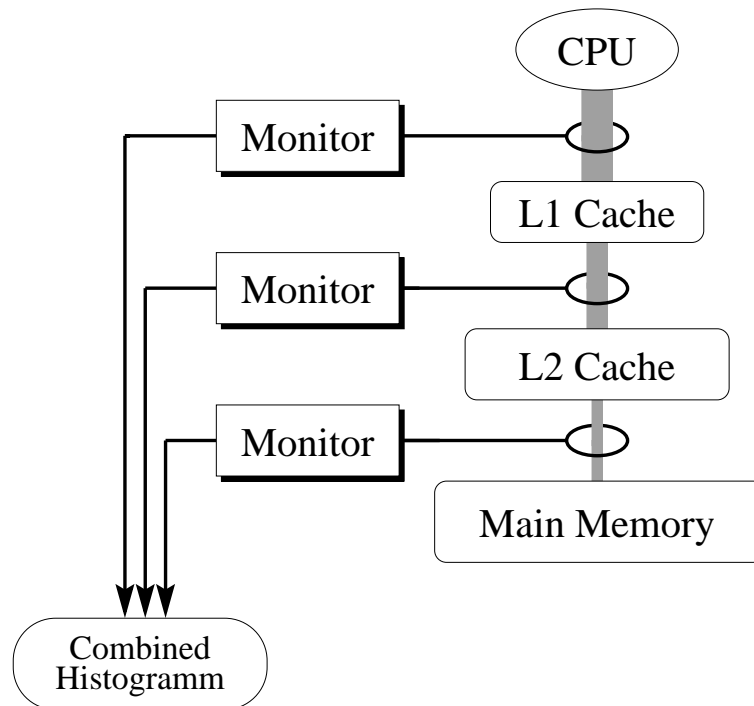 CPU
Monitor
L1 Cache
Monitor
L2 Cache
Monitor
Main Memory
Combined
Histogramm